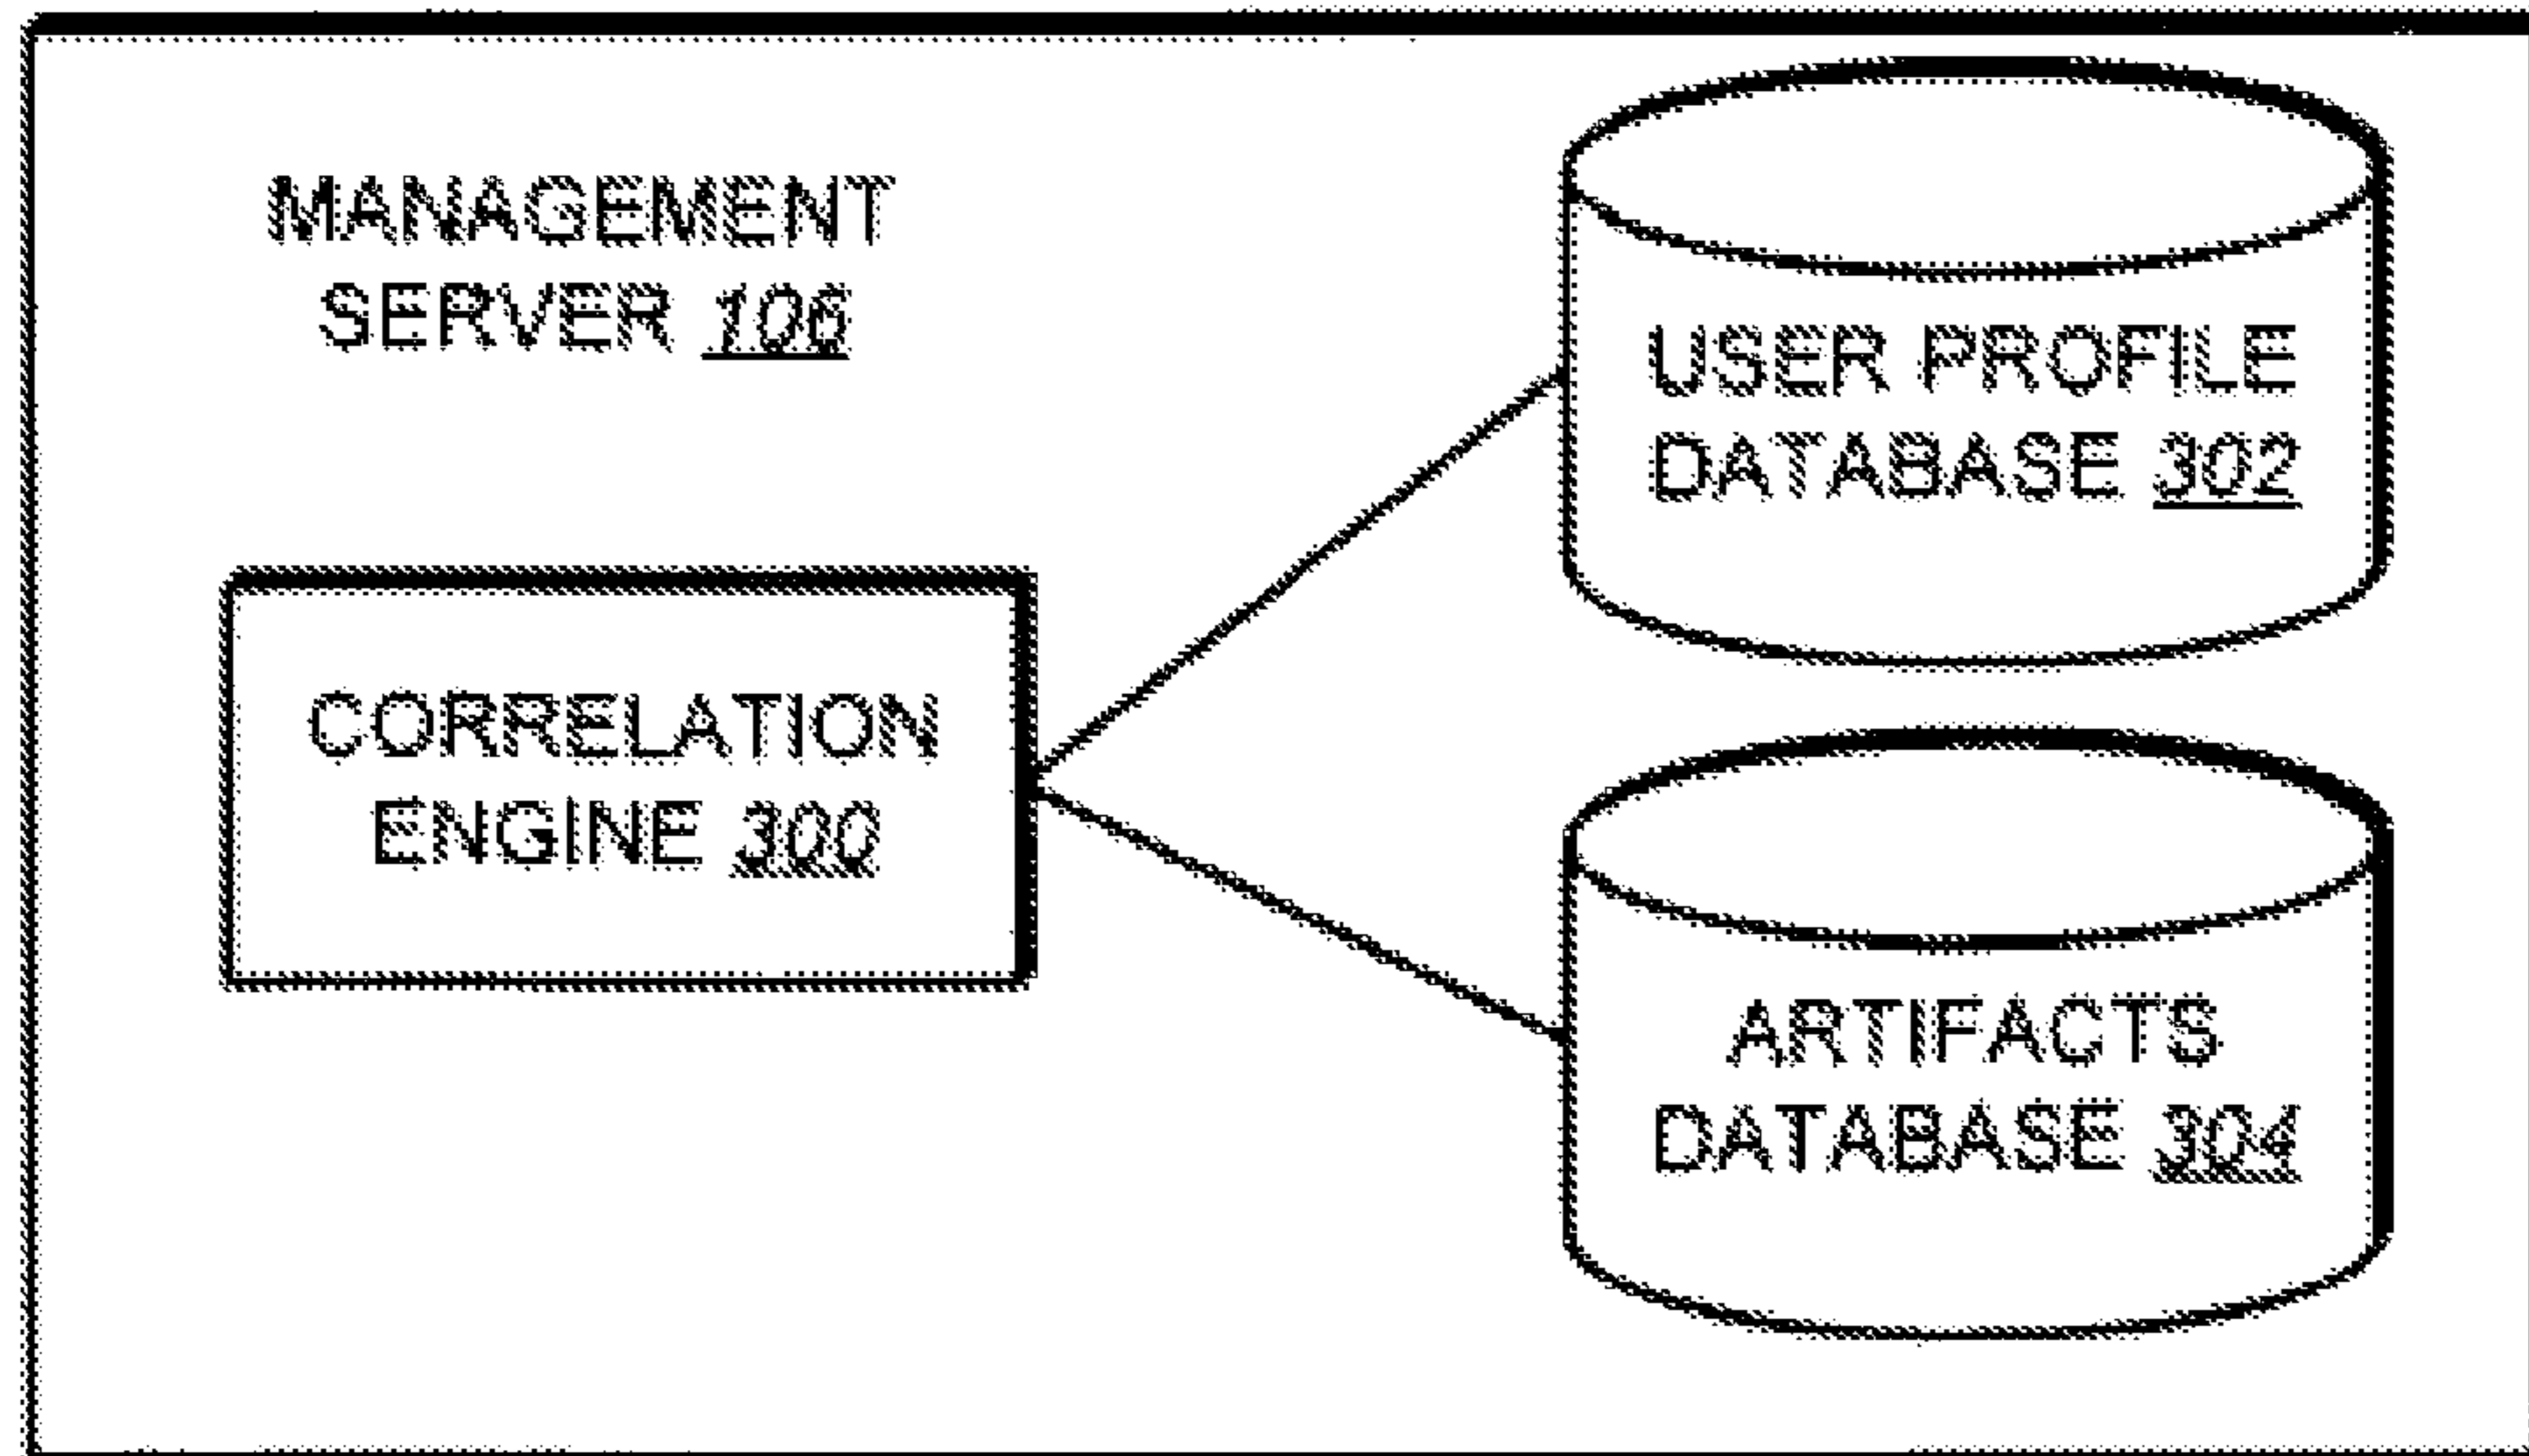 MANAGEMENT
SERVER 106
USER PROFILE
DATABASE 302
CORRELATION
ENGINE 300
ARTIFACTS
DATABASE 304